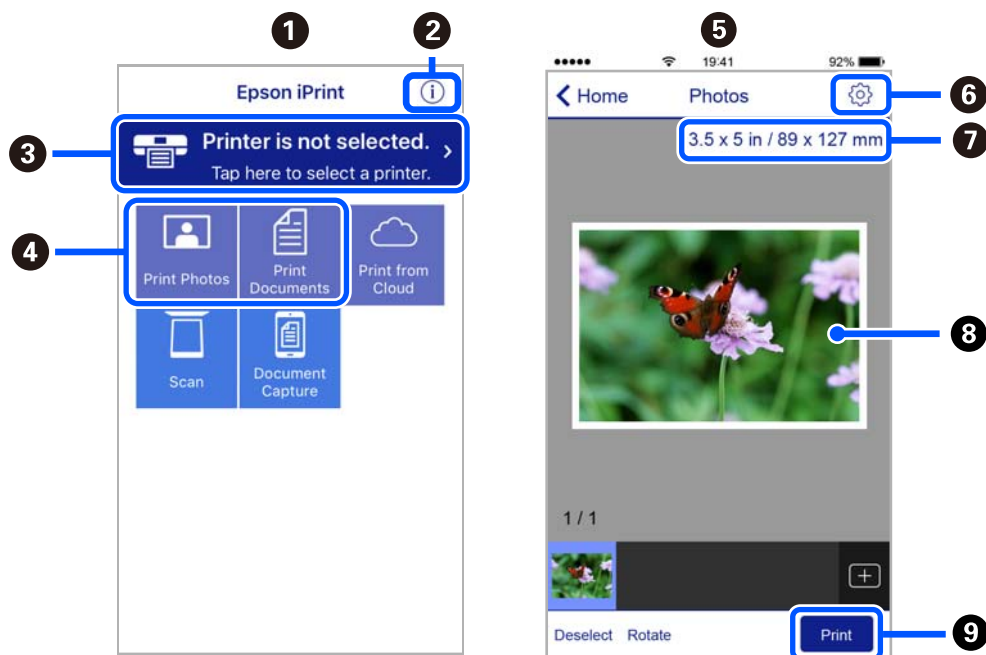 1
2
Epson iPrint
3
Printer is not selected.
Tap here to select a printer.
4
Print Photos
Print
Documents
Print from
Cloud
Scan
Document
Capture
5
19:41
92%
Home
Photos
6
3.5 x 5 in / 89 x 127 mm
7
8
1 / 1
Deselect
Rotate
Print
9